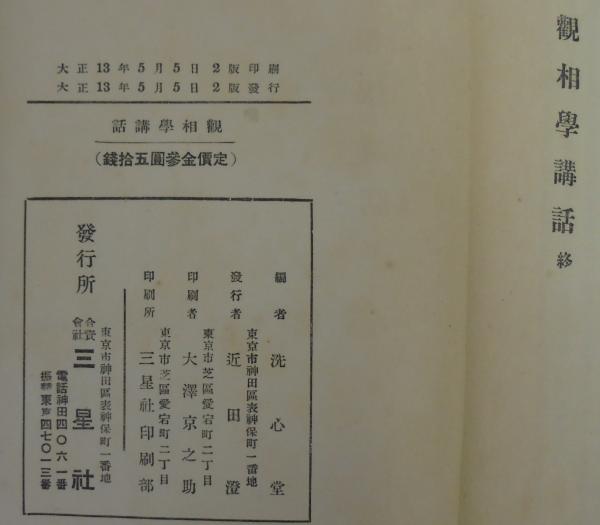 觀相學講話 終
大正13年5月5日2版印刷
大正13年5月5日2版發行
觀相學講話
(定價金參圓五拾錢)
編者 洗心堂
東京市神田區表神保町一番地
發行者 近田澄
東京市芝區愛宕町二丁目
印刷者 大澤京之助
東京市芝區愛宕町二丁目
印刷所 三星社印刷部
東京市神田區表神保町一番地
發行所 合資會社 三星社
電話神田四〇六一番
振替東京四七〇一三番